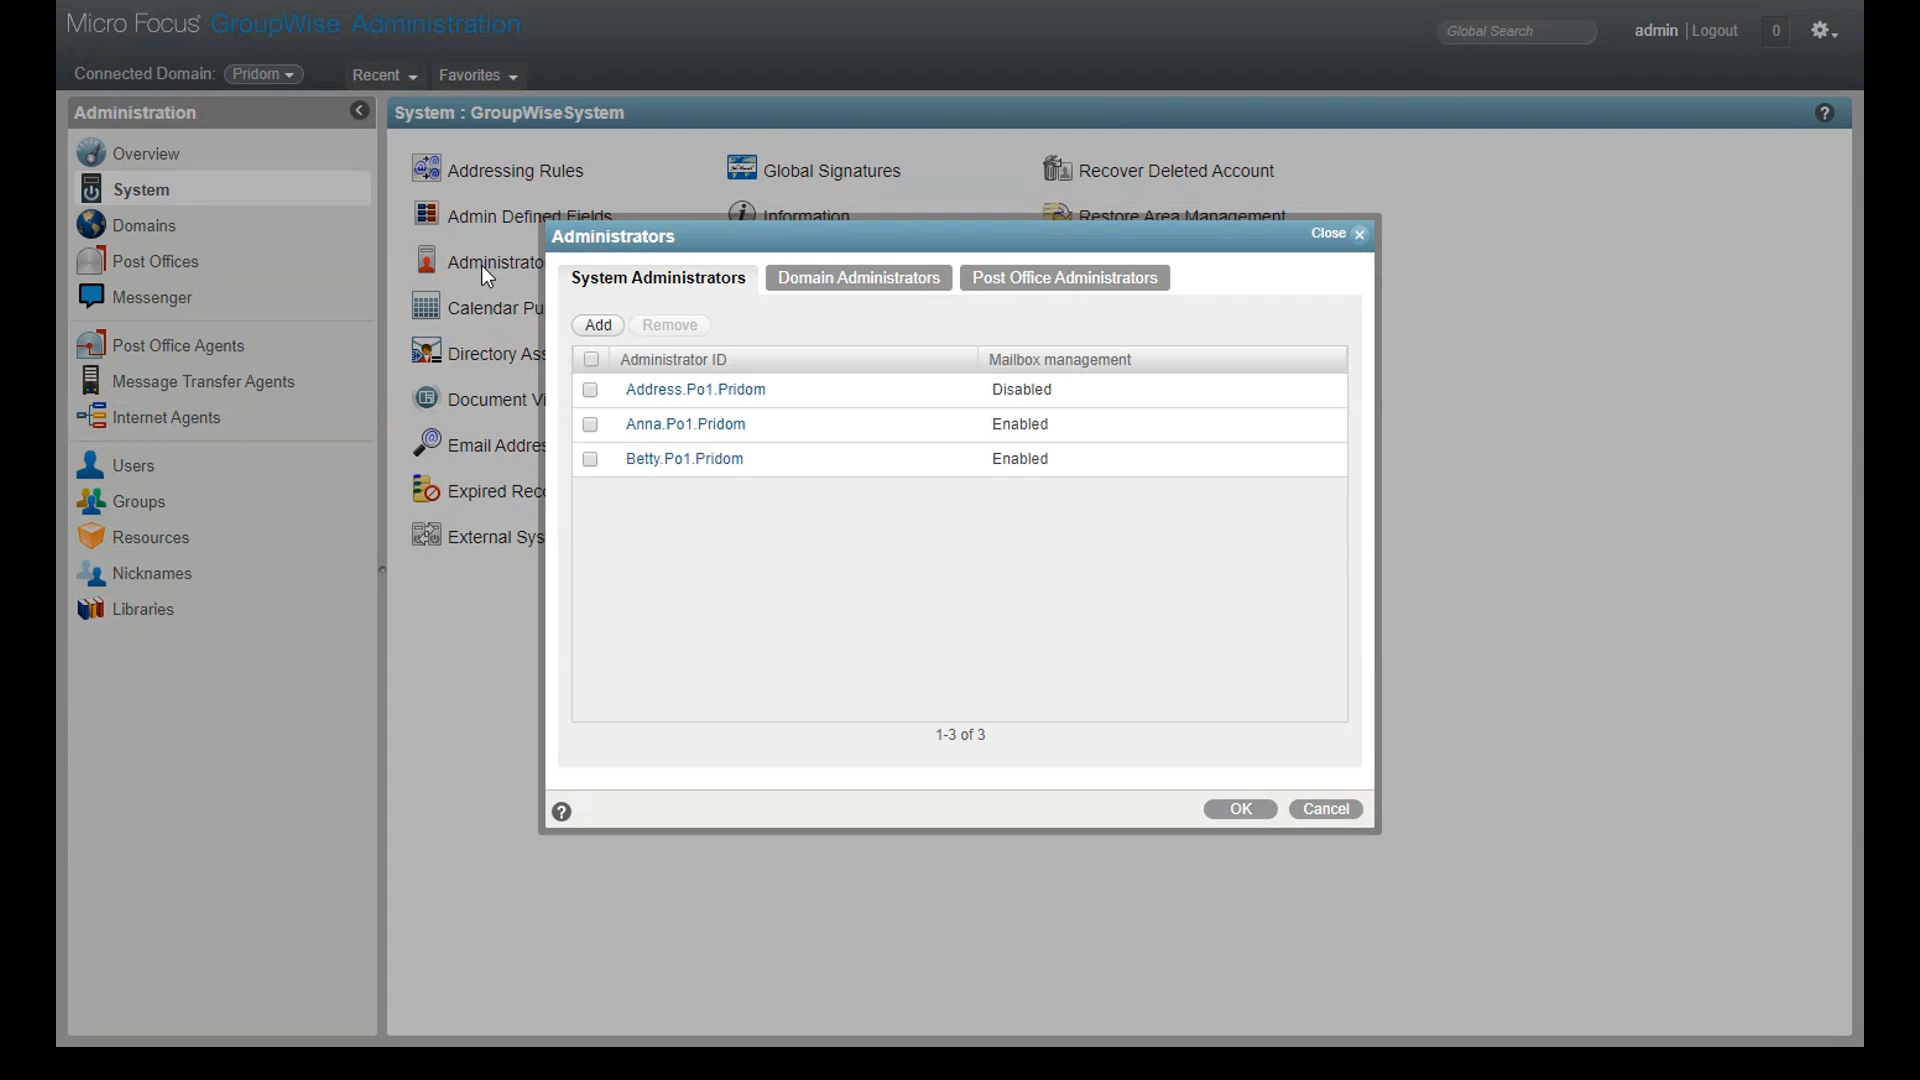 Micro Focus GroupWise Administration
Global Search
admin | Logout
0
Connected Domain: Pridom
Recent
Favorites
Administration
Overview
System
Domains
Post Offices
Messenger
Post Office Agents
Message Transfer Agents
Internet Agents
Users
Groups
Resources
Nicknames
Libraries
System : GroupWiseSystem
?
Addressing Rules
Global Signatures
Recover Deleted Account
Admin Defined Fields
Information
Restore Area Management
Administrato
Calendar Pu
Directory Ass
Document Vi
Email Addres
Expired Reco
External Sys
Administrators
Close
System Administrators
Domain Administrators
Post Office Administrators
Add
Remove
Administrator ID
Mailbox management
Address.Po1.Pridom
Disabled
Anna.Po1.Pridom
Enabled
Betty.Po1.Pridom
Enabled
1-3 of 3
?
OK
Cancel